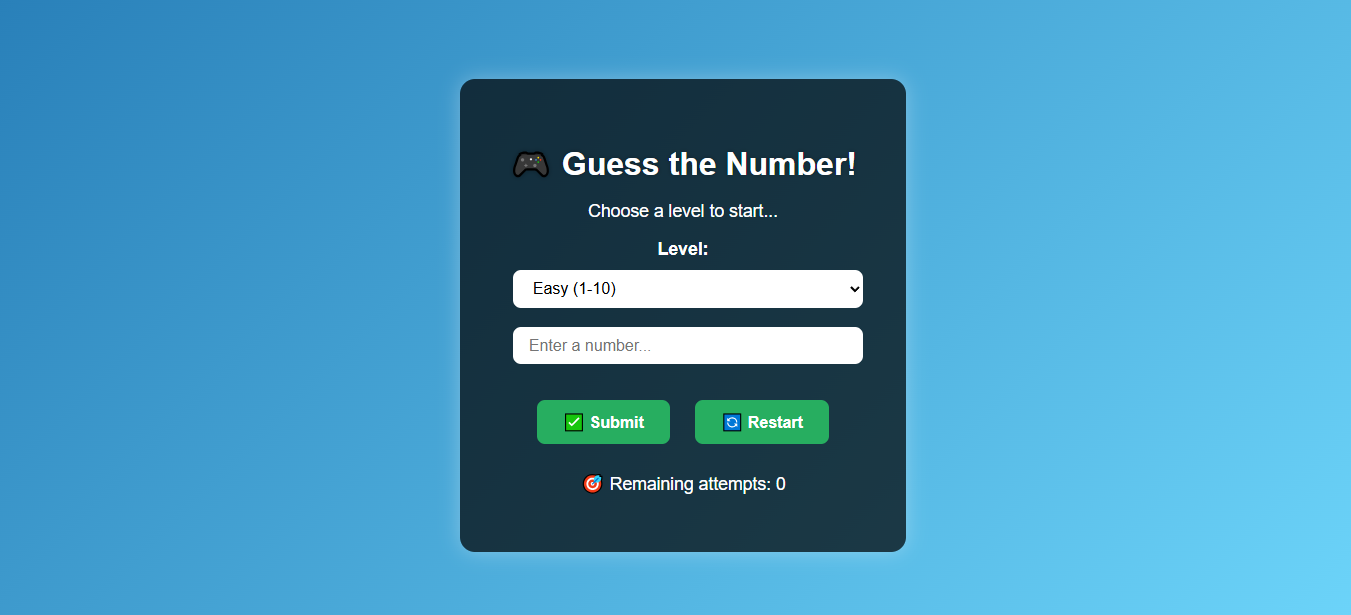 🎮 Guess the Number!
Choose a level to start...
Level:
Easy (1-10)
Enter a number...
✅ Submit 🔄 Restart
🎯 Remaining attempts: 0